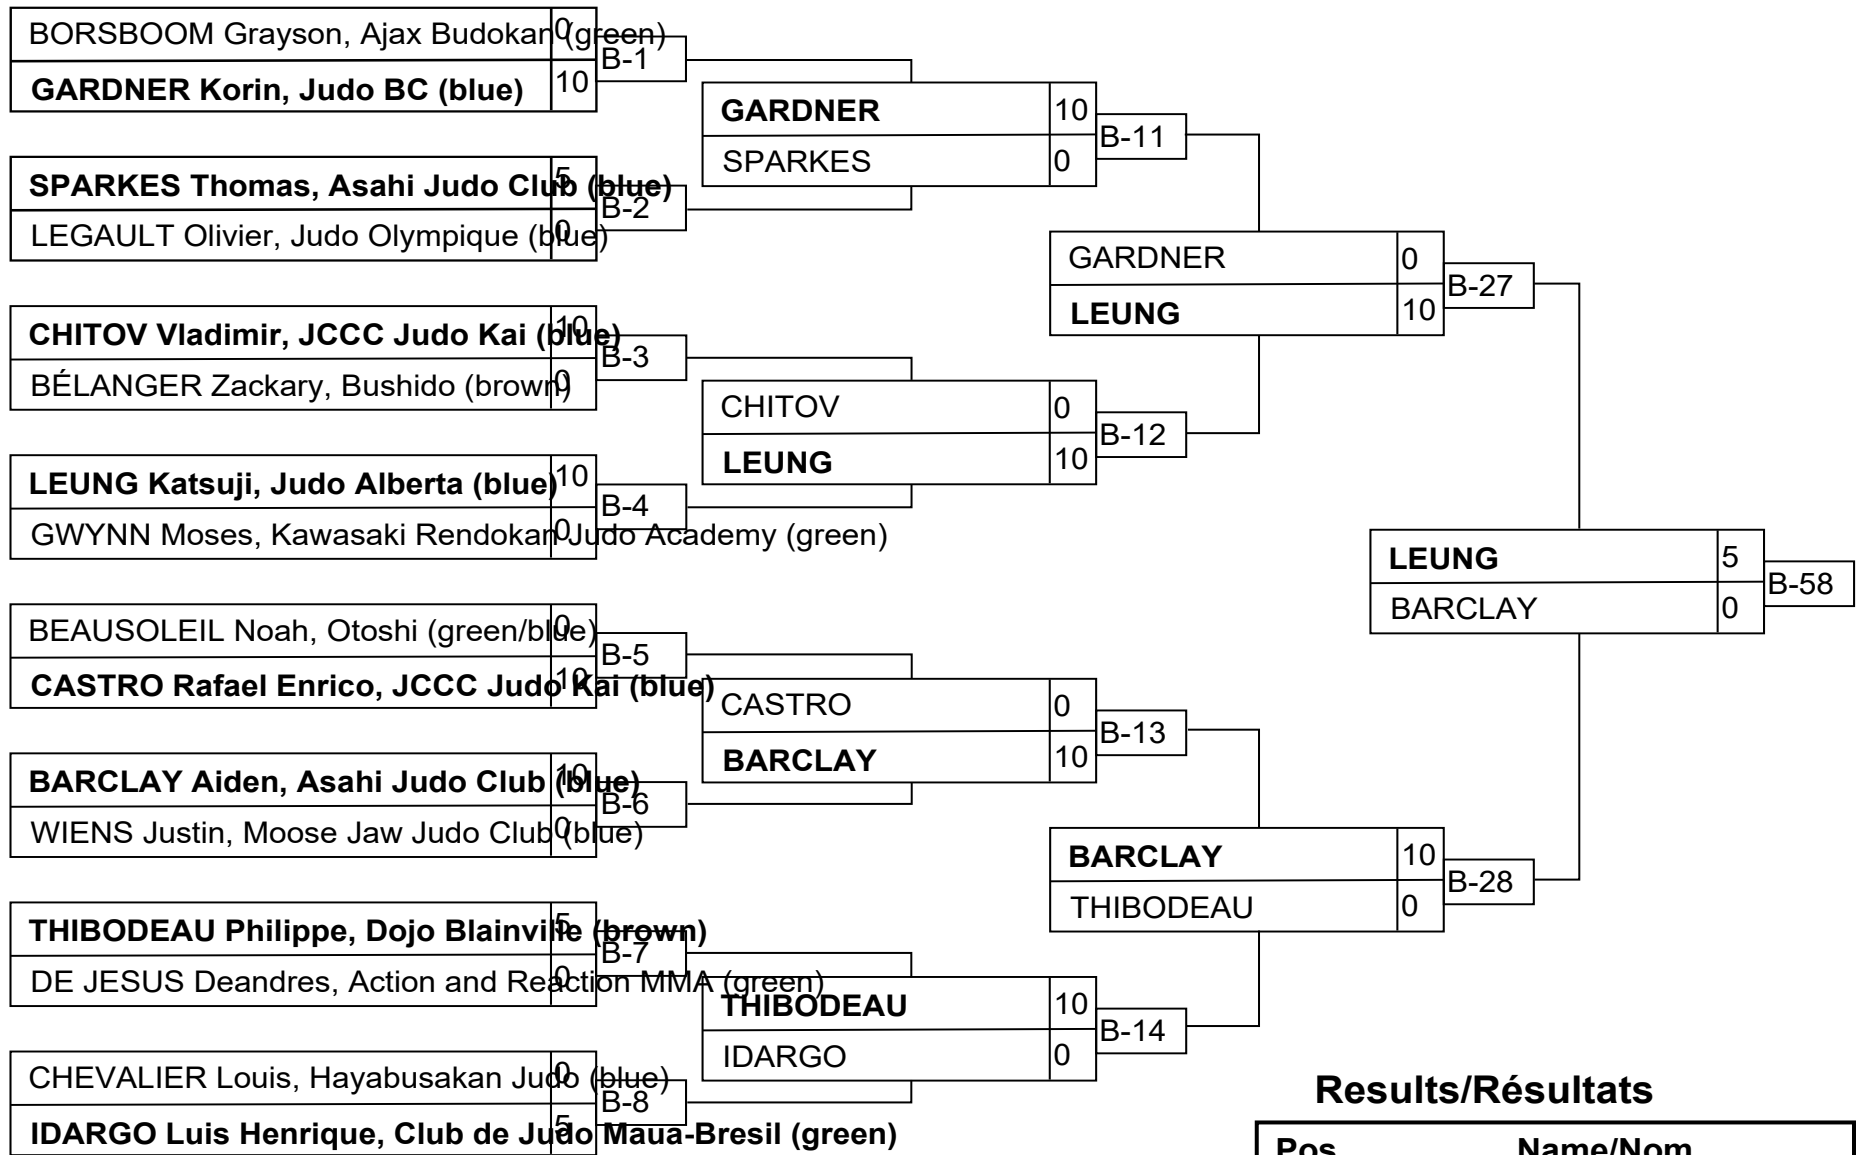 BORSBOOM Grayson, Ajax Budokan (green) 0
B-1
GARDNER Korin, Judo BC (blue) 10
SPARKES Thomas, Asahi Judo Club (blue) 5
B-2
LEGAULT Olivier, Judo Olympique (blue) 0
CHITOV Vladimir, JCCC Judo Kai (blue) 10
B-3
BÉLANGER Zackary, Bushido (brown) 0
LEUNG Katsuji, Judo Alberta (blue) 10
B-4
GWYNN Moses, Kawasaki Rendokan Judo Academy (green) 0
BEAUSOLEIL Noah, Otoshi (green/blue) 0
B-5
CASTRO Rafael Enrico, JCCC Judo Kai (blue) 10
BARCLAY Aiden, Asahi Judo Club (blue) 10
B-6
WIENS Justin, Moose Jaw Judo Club (blue) 0
THIBODEAU Philippe, Dojo Blainville (brown) 5
B-7
DE JESUS Deandres, Action and Reaction MMA (green) 0
CHEVALIER Louis, Hayabusakan Judo (blue) 0
B-8
IDARGO Luis Henrique, Club de Judo Maua-Bresil (green) 5
GARDNER 10
B-11
SPARKES 0
CHITOV 0
B-12
LEUNG 10
CASTRO 0
B-13
BARCLAY 10
THIBODEAU 10
B-14
IDARGO 0
GARDNER 0
B-27
LEUNG 10
BARCLAY 10
B-28
THIBODEAU 0
LEUNG 5
B-58
BARCLAY 0
Results/Résultats
Pos Name/Nom